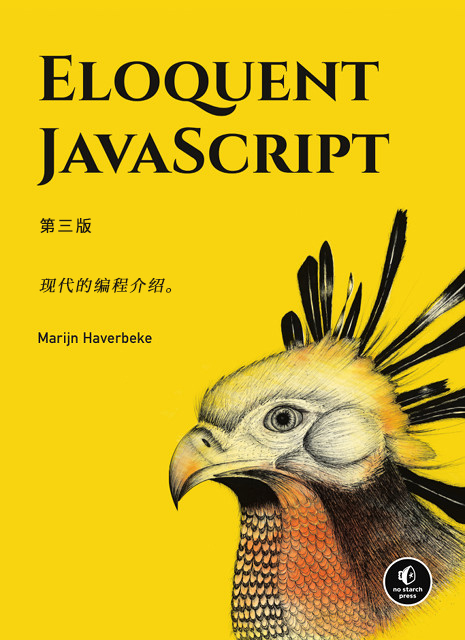 ELOQUENT
JAVASCRIPT
第三版
现代的编程介绍。
Marijn Haverbeke
no starch
press